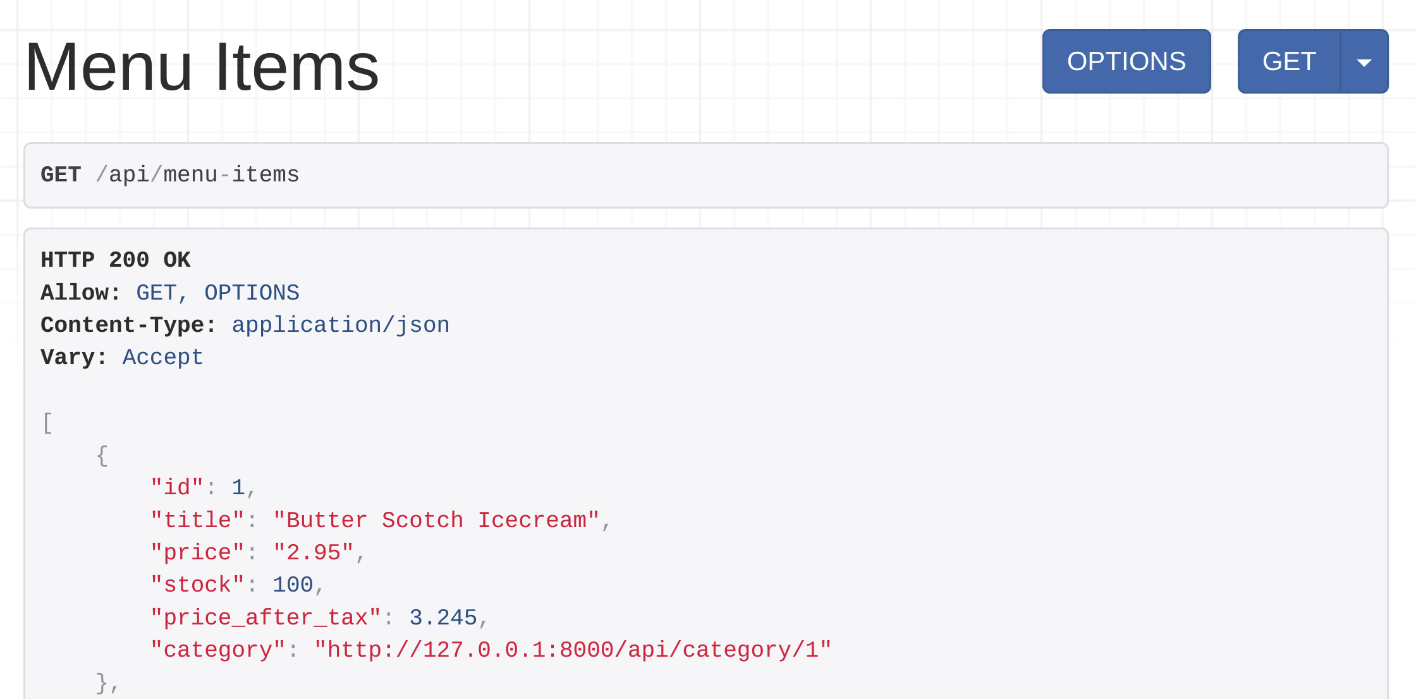 Menu Items
OPTIONS
GET
GET /api/menu-items
HTTP 200 OK
Allow: GET, OPTIONS
Content-Type: application/json
Vary: Accept
[
    {
        "id": 1,
        "title": "Butter Scotch Icecream",
        "price": "2.95",
        "stock": 100,
        "price_after_tax": 3.245,
        "category": "http://127.0.0.1:8000/api/category/1"
    },